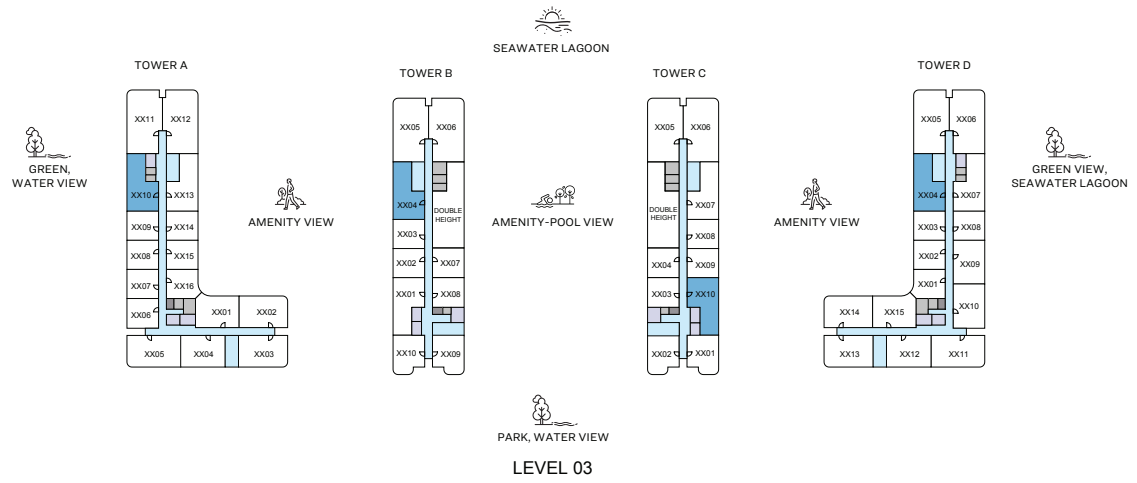 SEAWATER LAGOON
TOWER A
TOWER B
TOWER C
TOWER D
GREEN,
WATER VIEW
AMENITY VIEW
AMENITY-POOL VIEW
AMENITY VIEW
GREEN VIEW,
SEAWATER LAGOON
XX11 XX12
XX10 XX13
XX09 XX14
XX08 XX15
XX07 XX16
XX06 XX01 XX02
XX05 XX04 XX03
XX05 XX06
XX04 DOUBLE
HEIGHT
XX03
XX02 XX07
XX01 XX08
XX10 XX09
XX05 XX06
DOUBLE
HEIGHT XX07
XX08
XX04 XX09
XX03 XX10
XX02 XX01
XX05 XX06
XX04 XX07
XX03 XX08
XX02 XX09
XX01
XX14 XX15 XX10
XX13 XX12 XX11
PARK, WATER VIEW
LEVEL 03